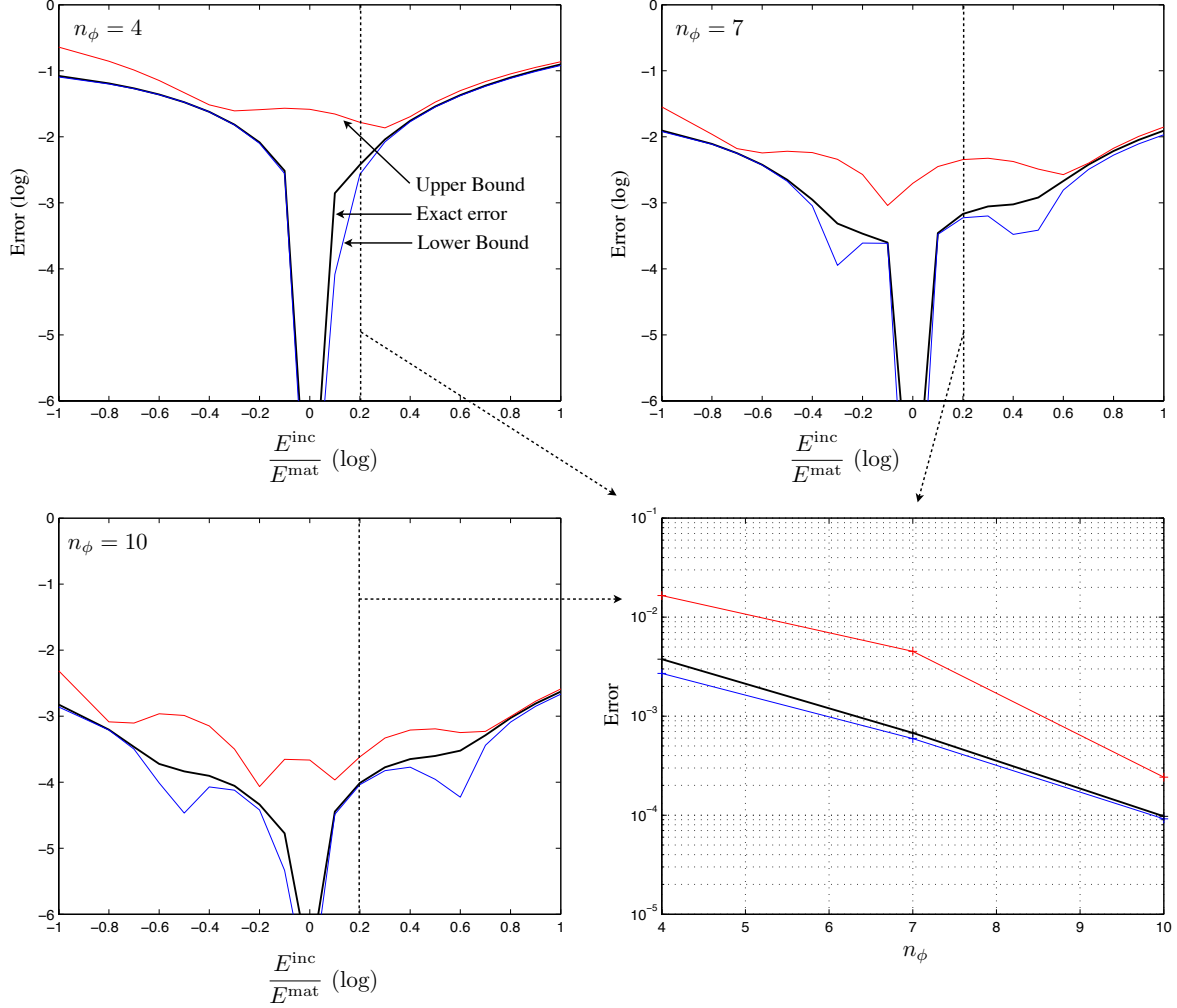 n_ϕ = 4
0
−1
−2
−3
−4
−5
−6
Error (log)
Upper Bound
Exact error
Lower Bound
−1 −0.8 −0.6 −0.4 −0.2 0 0.2 0.4 0.6 0.8 1
E^inc
E^mat (log)
n_ϕ = 7
0
−1
−2
−3
−4
−5
−6
Error (log)
−1 −0.8 −0.6 −0.4 −0.2 0 0.2 0.4 0.6 0.8 1
E^inc
E^mat (log)
n_ϕ = 10
0
−1
−2
−3
−4
−5
−6
−1 −0.8 −0.6 −0.4 −0.2 0 0.2 0.4 0.6 0.8 1
E^inc
E^mat (log)
10^−1
10^−2
10^−3
10^−4
10^−5
Error
4 5 6 7 8 9 10
n_ϕ